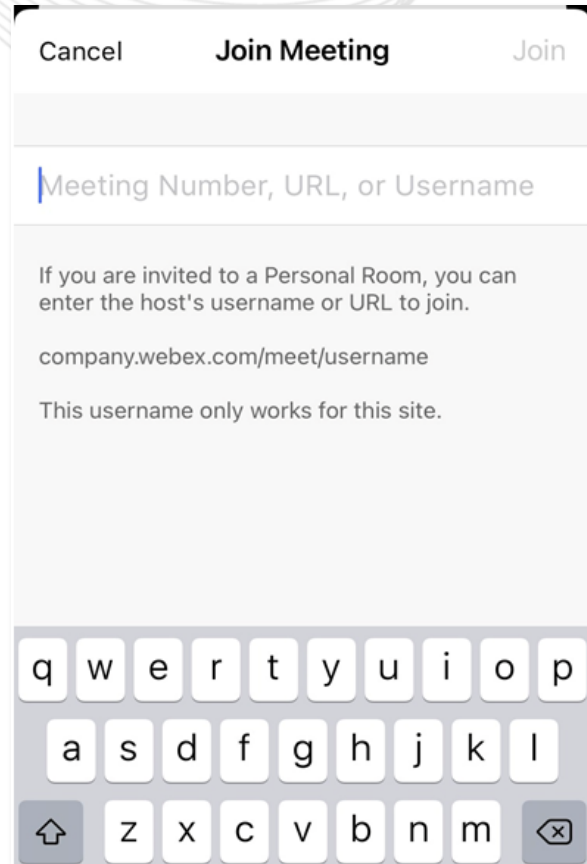 Cancel Join Meeting Join
Meeting Number, URL, or Username
If you are invited to a Personal Room, you can
enter the host's username or URL to join.
company.webex.com/meet/username
This username only works for this site.
q w e r t y u i o p
a s d f g h j k l
z x c v b n m